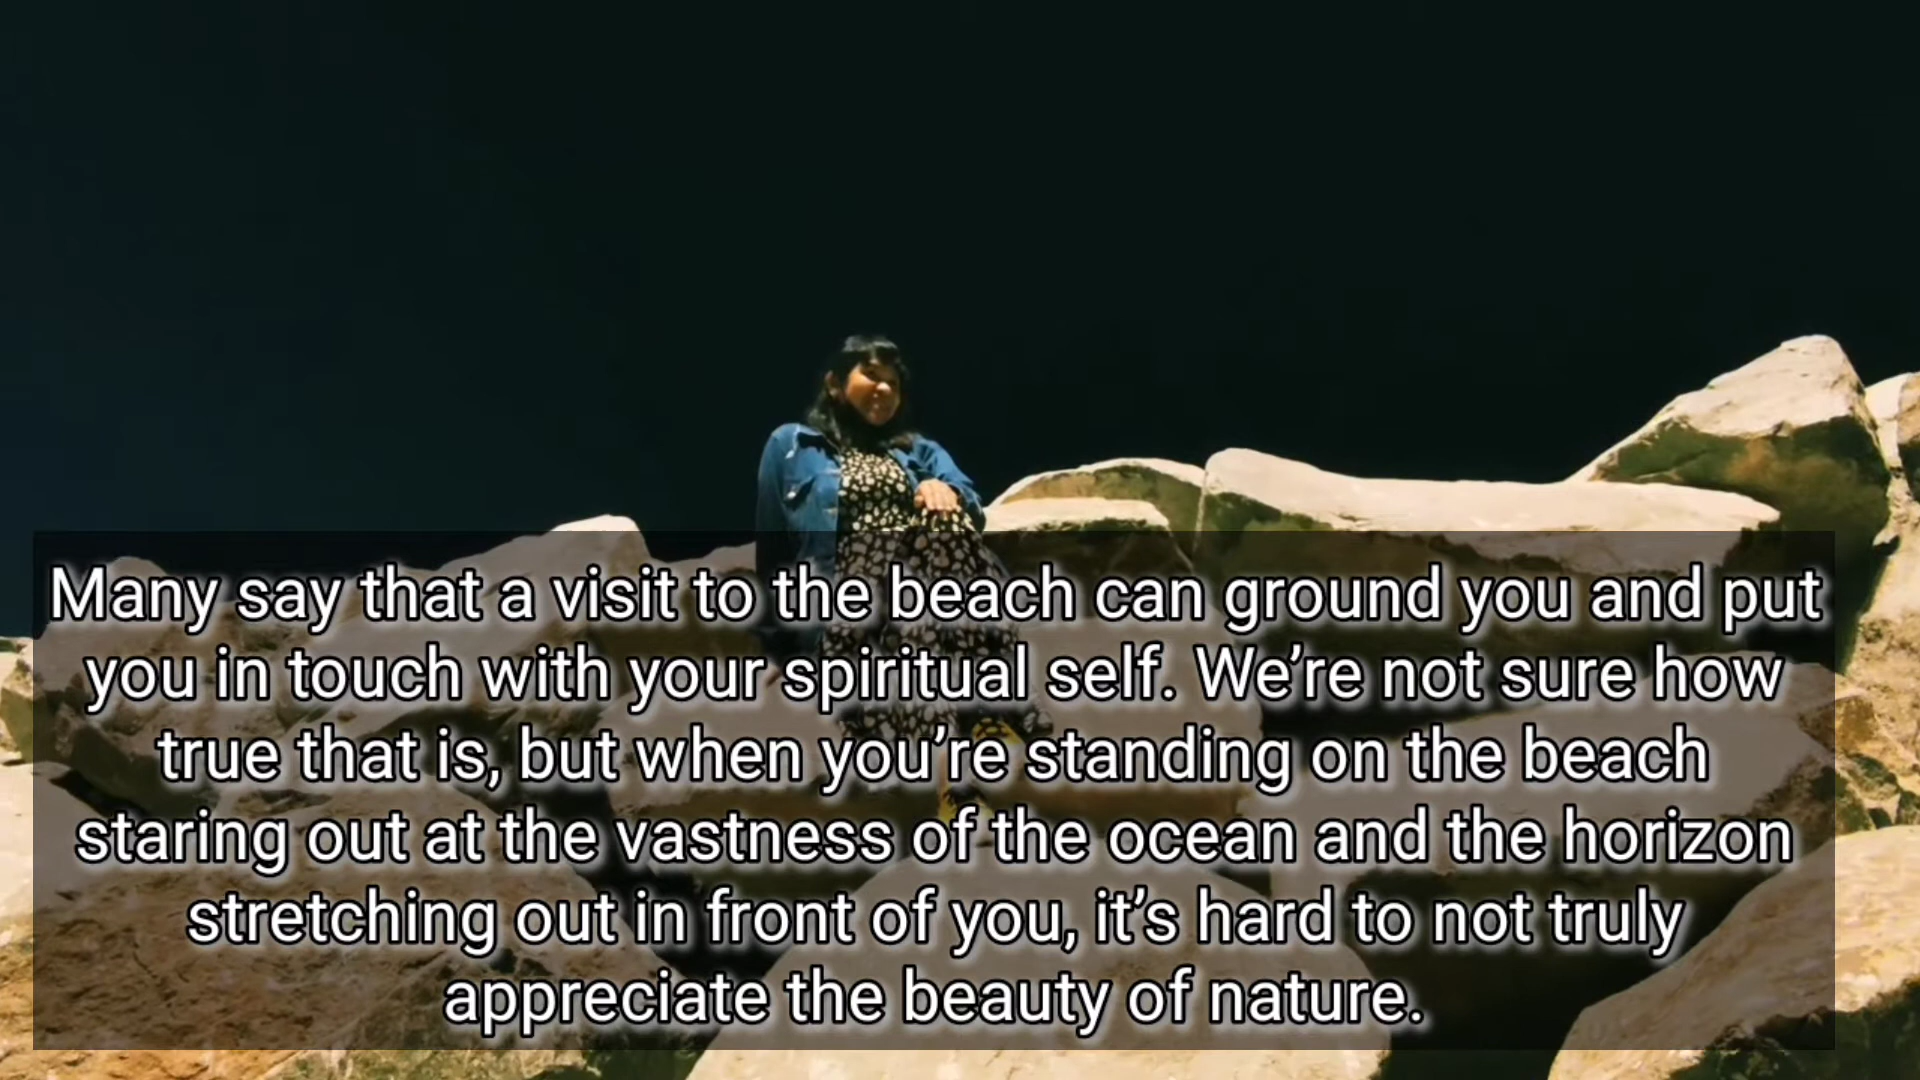 Many say that a visit to the beach can ground you and put
you in touch with your spiritual self. We’re not sure how
true that is, but when you’re standing on the beach
staring out at the vastness of the ocean and the horizon
stretching out in front of you, it’s hard to not truly
appreciate the beauty of nature.